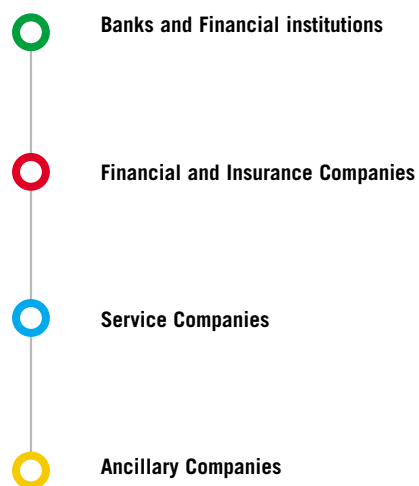 Banks and Financial institutions
Financial and Insurance Companies
Service Companies
Ancillary Companies